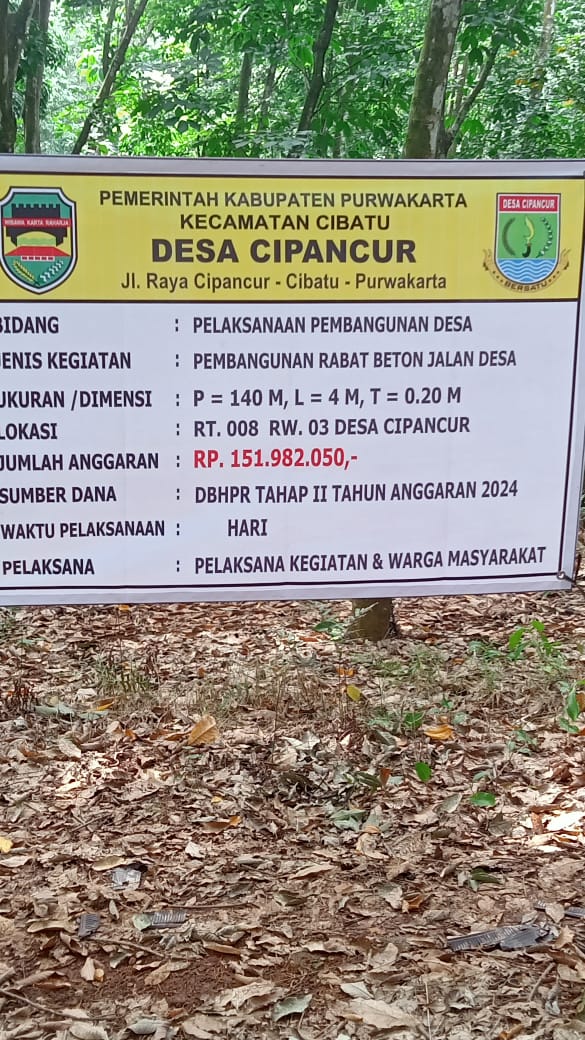 PEMERINTAH KABUPATEN PURWAKARTA
KECAMATAN CIBATU
DESA CIPANCUR
Jl. Raya Cipancur - Cibatu - Purwakarta
WIBAWA KARTA RAHARJA
DESA CIPANCUR
BERSATU
BIDANG : PELAKSANAAN PEMBANGUNAN DESA
JENIS KEGIATAN : PEMBANGUNAN RABAT BETON JALAN DESA
UKURAN /DIMENSI : P = 140 M, L = 4 M, T = 0.20 M
LOKASI : RT. 008 RW. 03 DESA CIPANCUR
JUMLAH ANGGARAN : RP. 151.982.050,-
SUMBER DANA : DBHPR TAHAP II TAHUN ANGGARAN 2024
WAKTU PELAKSANAAN : HARI
PELAKSANA : PELAKSANA KEGIATAN & WARGA MASYARAKAT